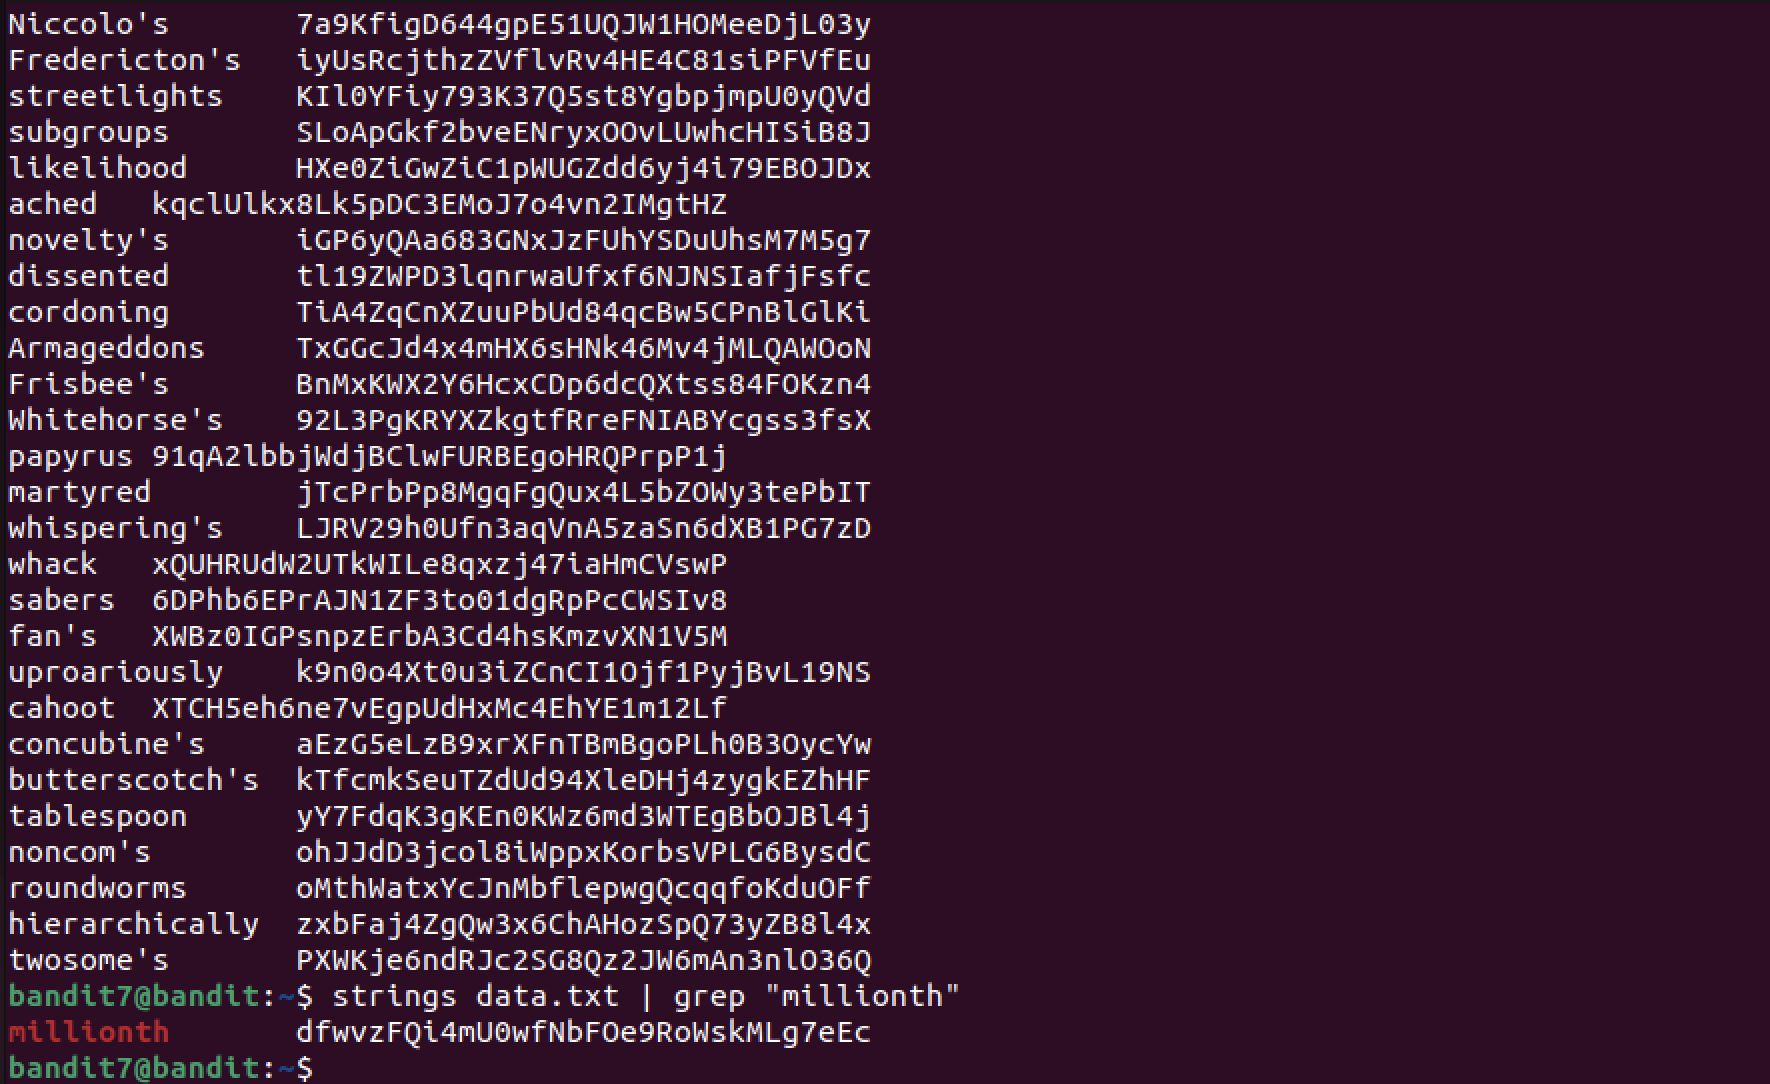 Niccolo's 7a9KfigD644gpE51UQJW1HOMeeDjL03y
Fredericton's iyUsRcjthzZVflvRv4HE4C81siPFVfEu
streetlights KIl0YFiy793K37Q5st8YgbpjmpU0yQVd
subgroups SLoApGkf2bveENryxOOvLUwhcHISiB8J
likelihood HXe0ZiGwZiC1pWUGZdd6yj4i79EBOJDx
ached kqclUlkx8Lk5pDC3EMoJ7o4vn2IMgtHZ
novelty's iGP6yQAa683GNxJzFUhYSDuUhsM7M5g7
dissented tl19ZWPD3lqnrwaUfxf6NJNSIafjFsfc
cordoning TiA4ZqCnXZuuPbUd84qcBw5CPnBlGlKi
Armageddons TxGGcJd4x4mHX6sHNk46Mv4jMLQAWOoN
Frisbee's BnMxKWX2Y6HcxCDp6dcQXtss84FOKzn4
Whitehorse's 92L3PgKRYXZkgtfRreFNIABYcgss3fsX
papyrus 91qA2lbbjWdjBClwFURBEgoHRQPrpP1j
martyred jTcPrbPp8MgqFgQux4L5bZOWy3tePbIT
whispering's LJRV29h0Ufn3aqVnA5zaSn6dXB1PG7zD
whack xQUHRUdW2UTkWILe8qxzj47iaHmCVswP
sabers 6DPhb6EPrAJN1ZF3to01dgRpPcCWSIv8
fan's XWBz0IGPsnpzErbA3Cd4hsKmzvXN1V5M
uproariously k9n0o4Xt0u3iZCnCI1Ojf1PyjBvL19NS
cahoot XTCH5eh6ne7vEgpUdHxMc4EhYE1m12Lf
concubine's aEzG5eLzB9xrXFnTBmBgoPLh0B3OycYw
butterscotch's kTfcmkSeuTZdUd94XleDHj4zygkEZhHF
tablespoon yY7FdqK3gKEn0KWz6md3WTEgBbOJBl4j
noncom's ohJJdD3jcol8iWppxKorbsVPLG6BysdC
roundworms oMthWatxYcJnMbflepwgQcqqfoKduOFf
hierarchically zxbFaj4ZgQw3x6ChAHozSpQ73yZB8l4x
twosome's PXWKje6ndRJc2SG8Qz2JW6mAn3nlO36Q
bandit7@bandit:~$ strings data.txt | grep "millionth"
millionth dfwvzFQi4mU0wfNbFOe9RoWskMLg7eEc
bandit7@bandit:~$